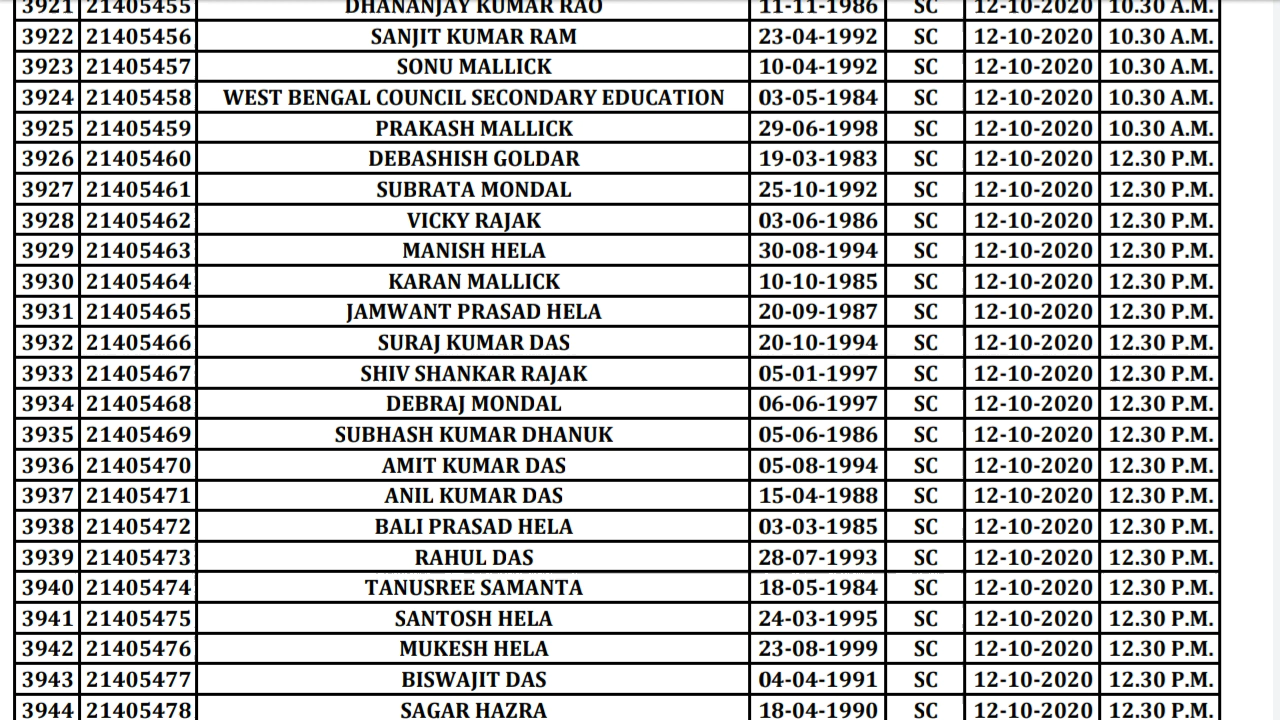 3921 21405455 DHANANJAY KUMAR RAO 11-11-1986 SC 12-10-2020 10.30 A.M.
3922 21405456 SANJIT KUMAR RAM 23-04-1992 SC 12-10-2020 10.30 A.M.
3923 21405457 SONU MALLICK 10-04-1992 SC 12-10-2020 10.30 A.M.
3924 21405458 WEST BENGAL COUNCIL SECONDARY EDUCATION 03-05-1984 SC 12-10-2020 10.30 A.M.
3925 21405459 PRAKASH MALLICK 29-06-1998 SC 12-10-2020 10.30 A.M.
3926 21405460 DEBASHISH GOLDAR 19-03-1983 SC 12-10-2020 12.30 P.M.
3927 21405461 SUBRATA MONDAL 25-10-1992 SC 12-10-2020 12.30 P.M.
3928 21405462 VICKY RAJAK 03-06-1986 SC 12-10-2020 12.30 P.M.
3929 21405463 MANISH HELA 30-08-1994 SC 12-10-2020 12.30 P.M.
3930 21405464 KARAN MALLICK 10-10-1985 SC 12-10-2020 12.30 P.M.
3931 21405465 JAMWANT PRASAD HELA 20-09-1987 SC 12-10-2020 12.30 P.M.
3932 21405466 SURAJ KUMAR DAS 20-10-1994 SC 12-10-2020 12.30 P.M.
3933 21405467 SHIV SHANKAR RAJAK 05-01-1997 SC 12-10-2020 12.30 P.M.
3934 21405468 DEBRAJ MONDAL 06-06-1997 SC 12-10-2020 12.30 P.M.
3935 21405469 SUBHASH KUMAR DHANUK 05-06-1986 SC 12-10-2020 12.30 P.M.
3936 21405470 AMIT KUMAR DAS 05-08-1994 SC 12-10-2020 12.30 P.M.
3937 21405471 ANIL KUMAR DAS 15-04-1988 SC 12-10-2020 12.30 P.M.
3938 21405472 BALI PRASAD HELA 03-03-1985 SC 12-10-2020 12.30 P.M.
3939 21405473 RAHUL DAS 28-07-1993 SC 12-10-2020 12.30 P.M.
3940 21405474 TANUSREE SAMANTA 18-05-1984 SC 12-10-2020 12.30 P.M.
3941 21405475 SANTOSH HELA 24-03-1995 SC 12-10-2020 12.30 P.M.
3942 21405476 MUKESH HELA 23-08-1999 SC 12-10-2020 12.30 P.M.
3943 21405477 BISWAJIT DAS 04-04-1991 SC 12-10-2020 12.30 P.M.
3944 21405478 SAGAR HAZRA 18-04-1990 SC 12-10-2020 12.30 P.M.